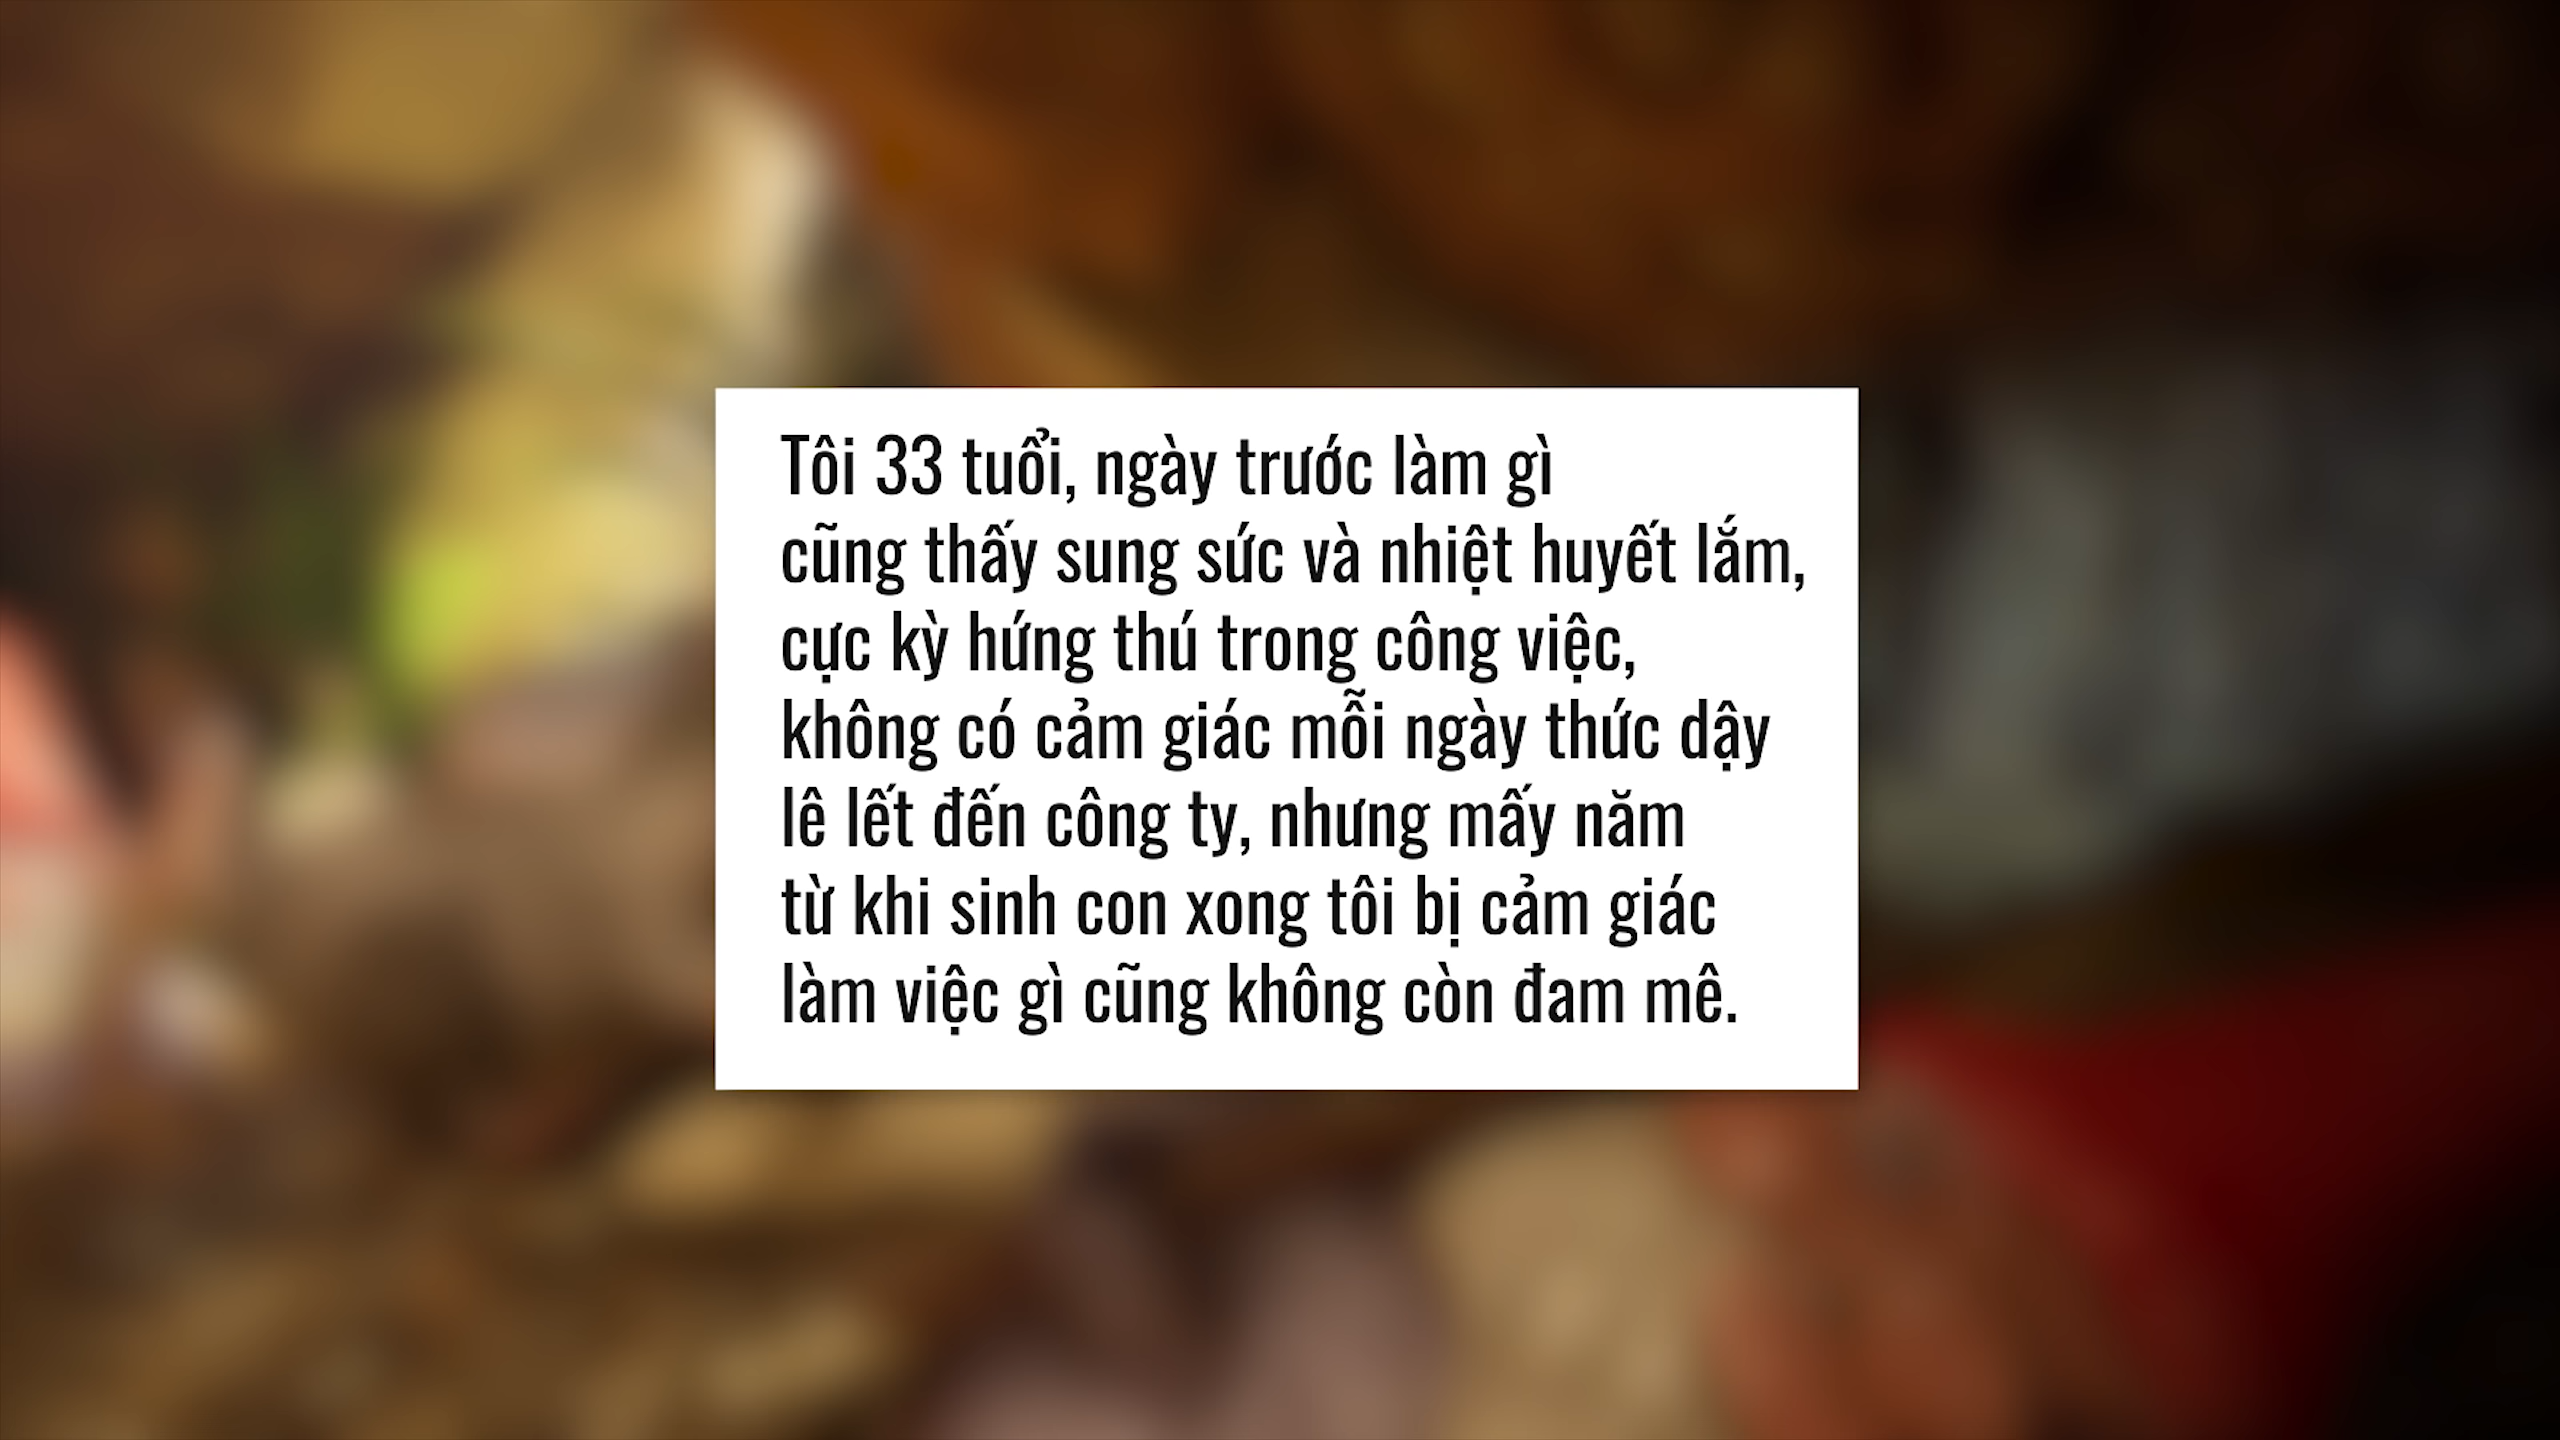 Tôi 33 tuổi, ngày trước làm gì
cũng thấy sung sức và nhiệt huyết lắm,
cực kỳ hứng thú trong công việc,
không có cảm giác mỗi ngày thức dậy
lê lết đến công ty, nhưng mấy năm
từ khi sinh con xong tôi bị cảm giác
làm việc gì cũng không còn đam mê.